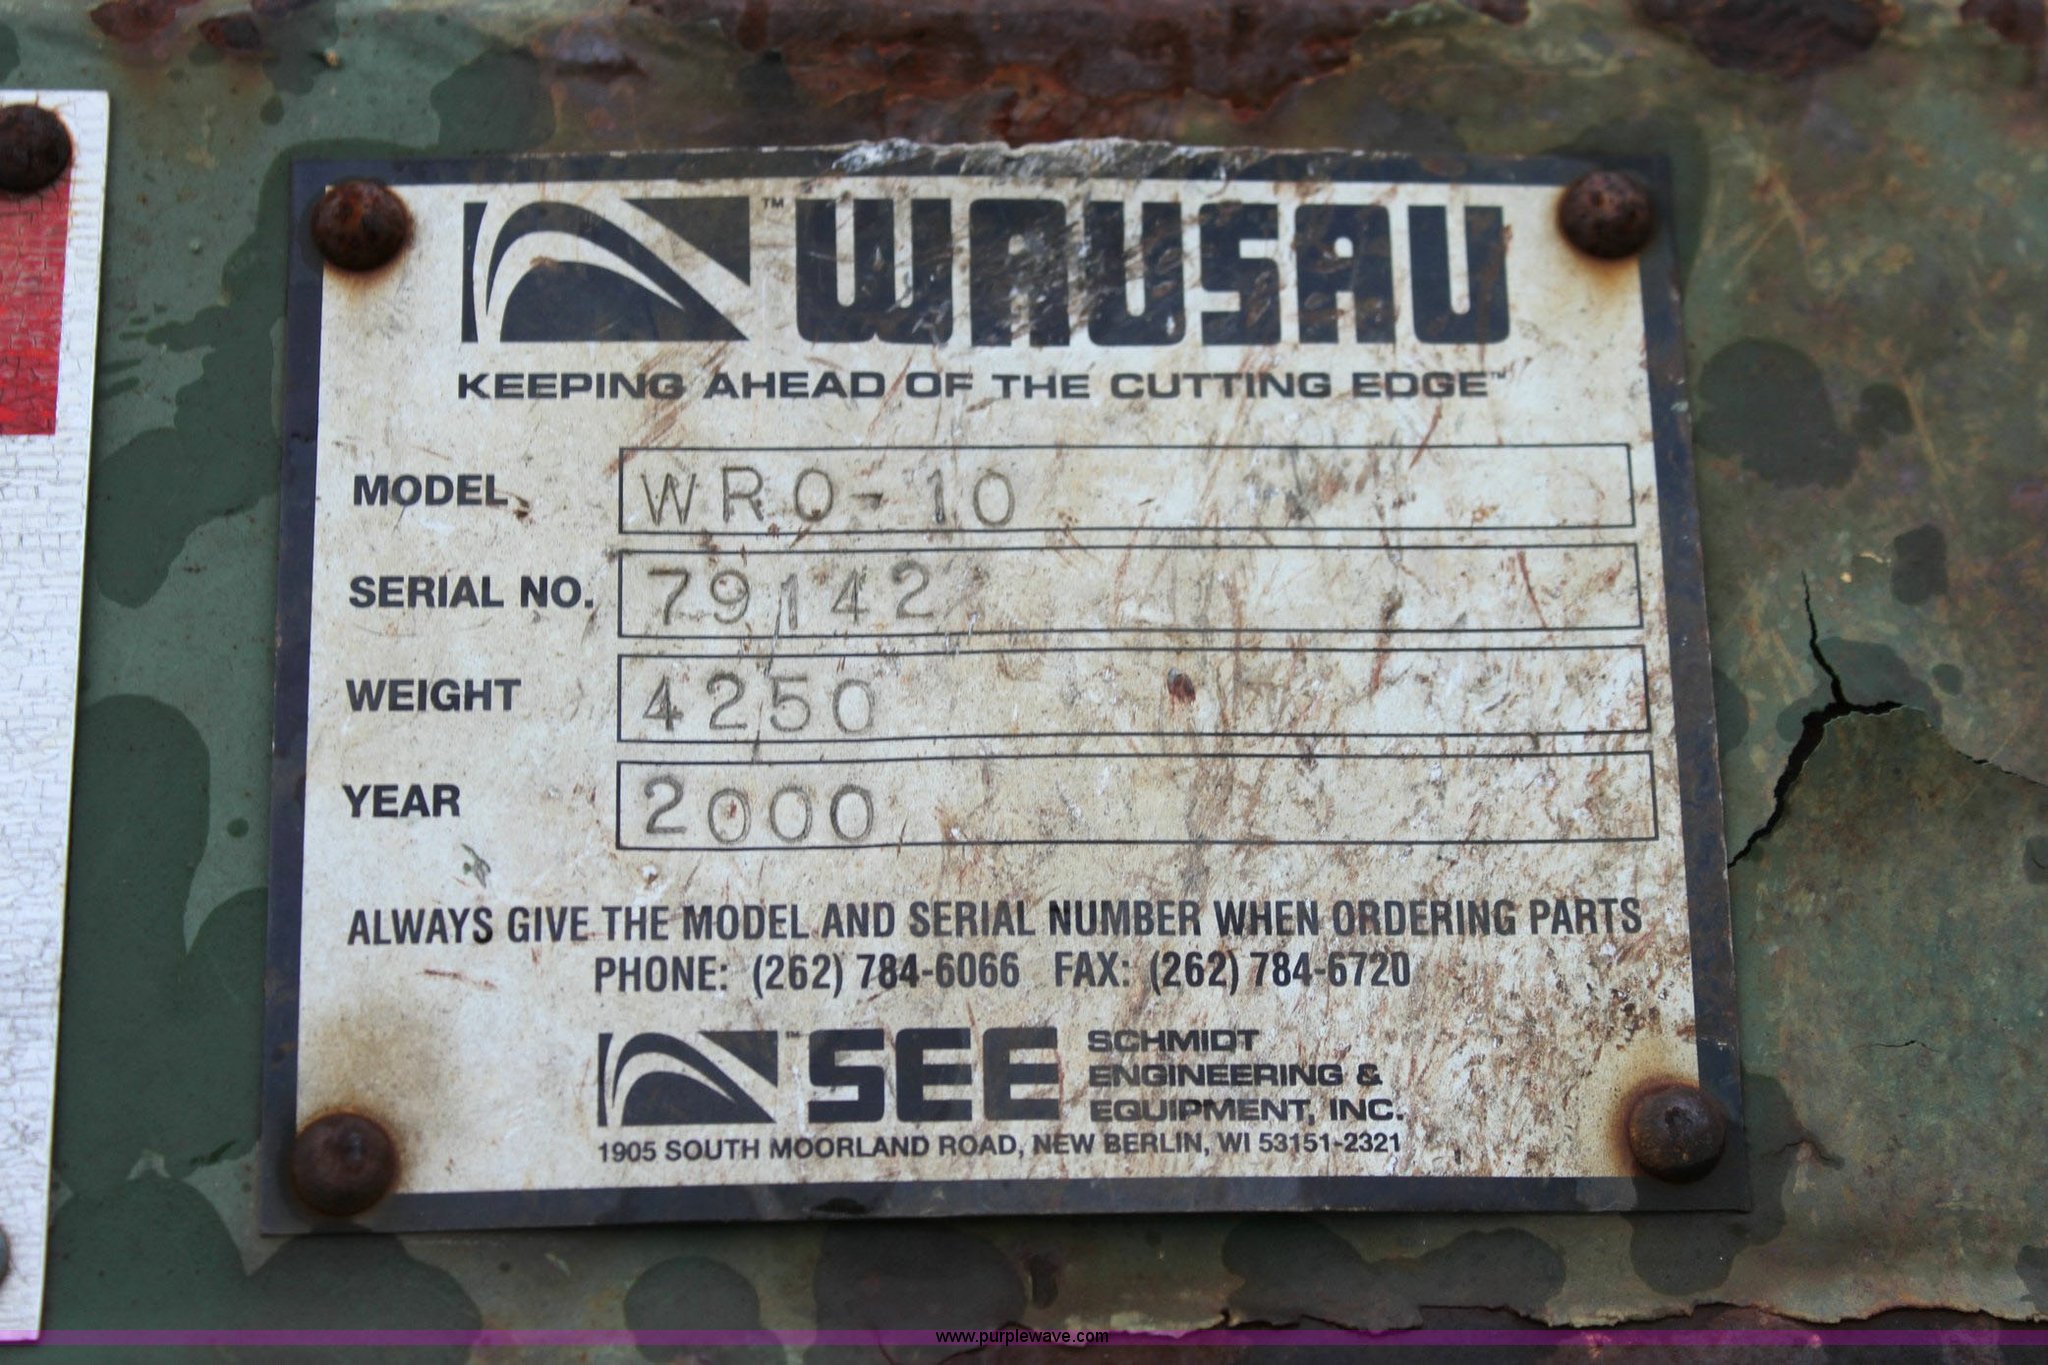 ™ WAUSAU
KEEPING AHEAD OF THE CUTTING EDGE™
MODEL WRO-10
SERIAL NO. 79142
WEIGHT 4250
YEAR 2000
ALWAYS GIVE THE MODEL AND SERIAL NUMBER WHEN ORDERING PARTS
PHONE: (262) 784-6066 FAX: (262) 784-6720
™ SEE
SCHMIDT
ENGINEERING &
EQUIPMENT, INC.
1905 SOUTH MOORLAND ROAD, NEW BERLIN, WI 53151-2321
www.purplewave.com